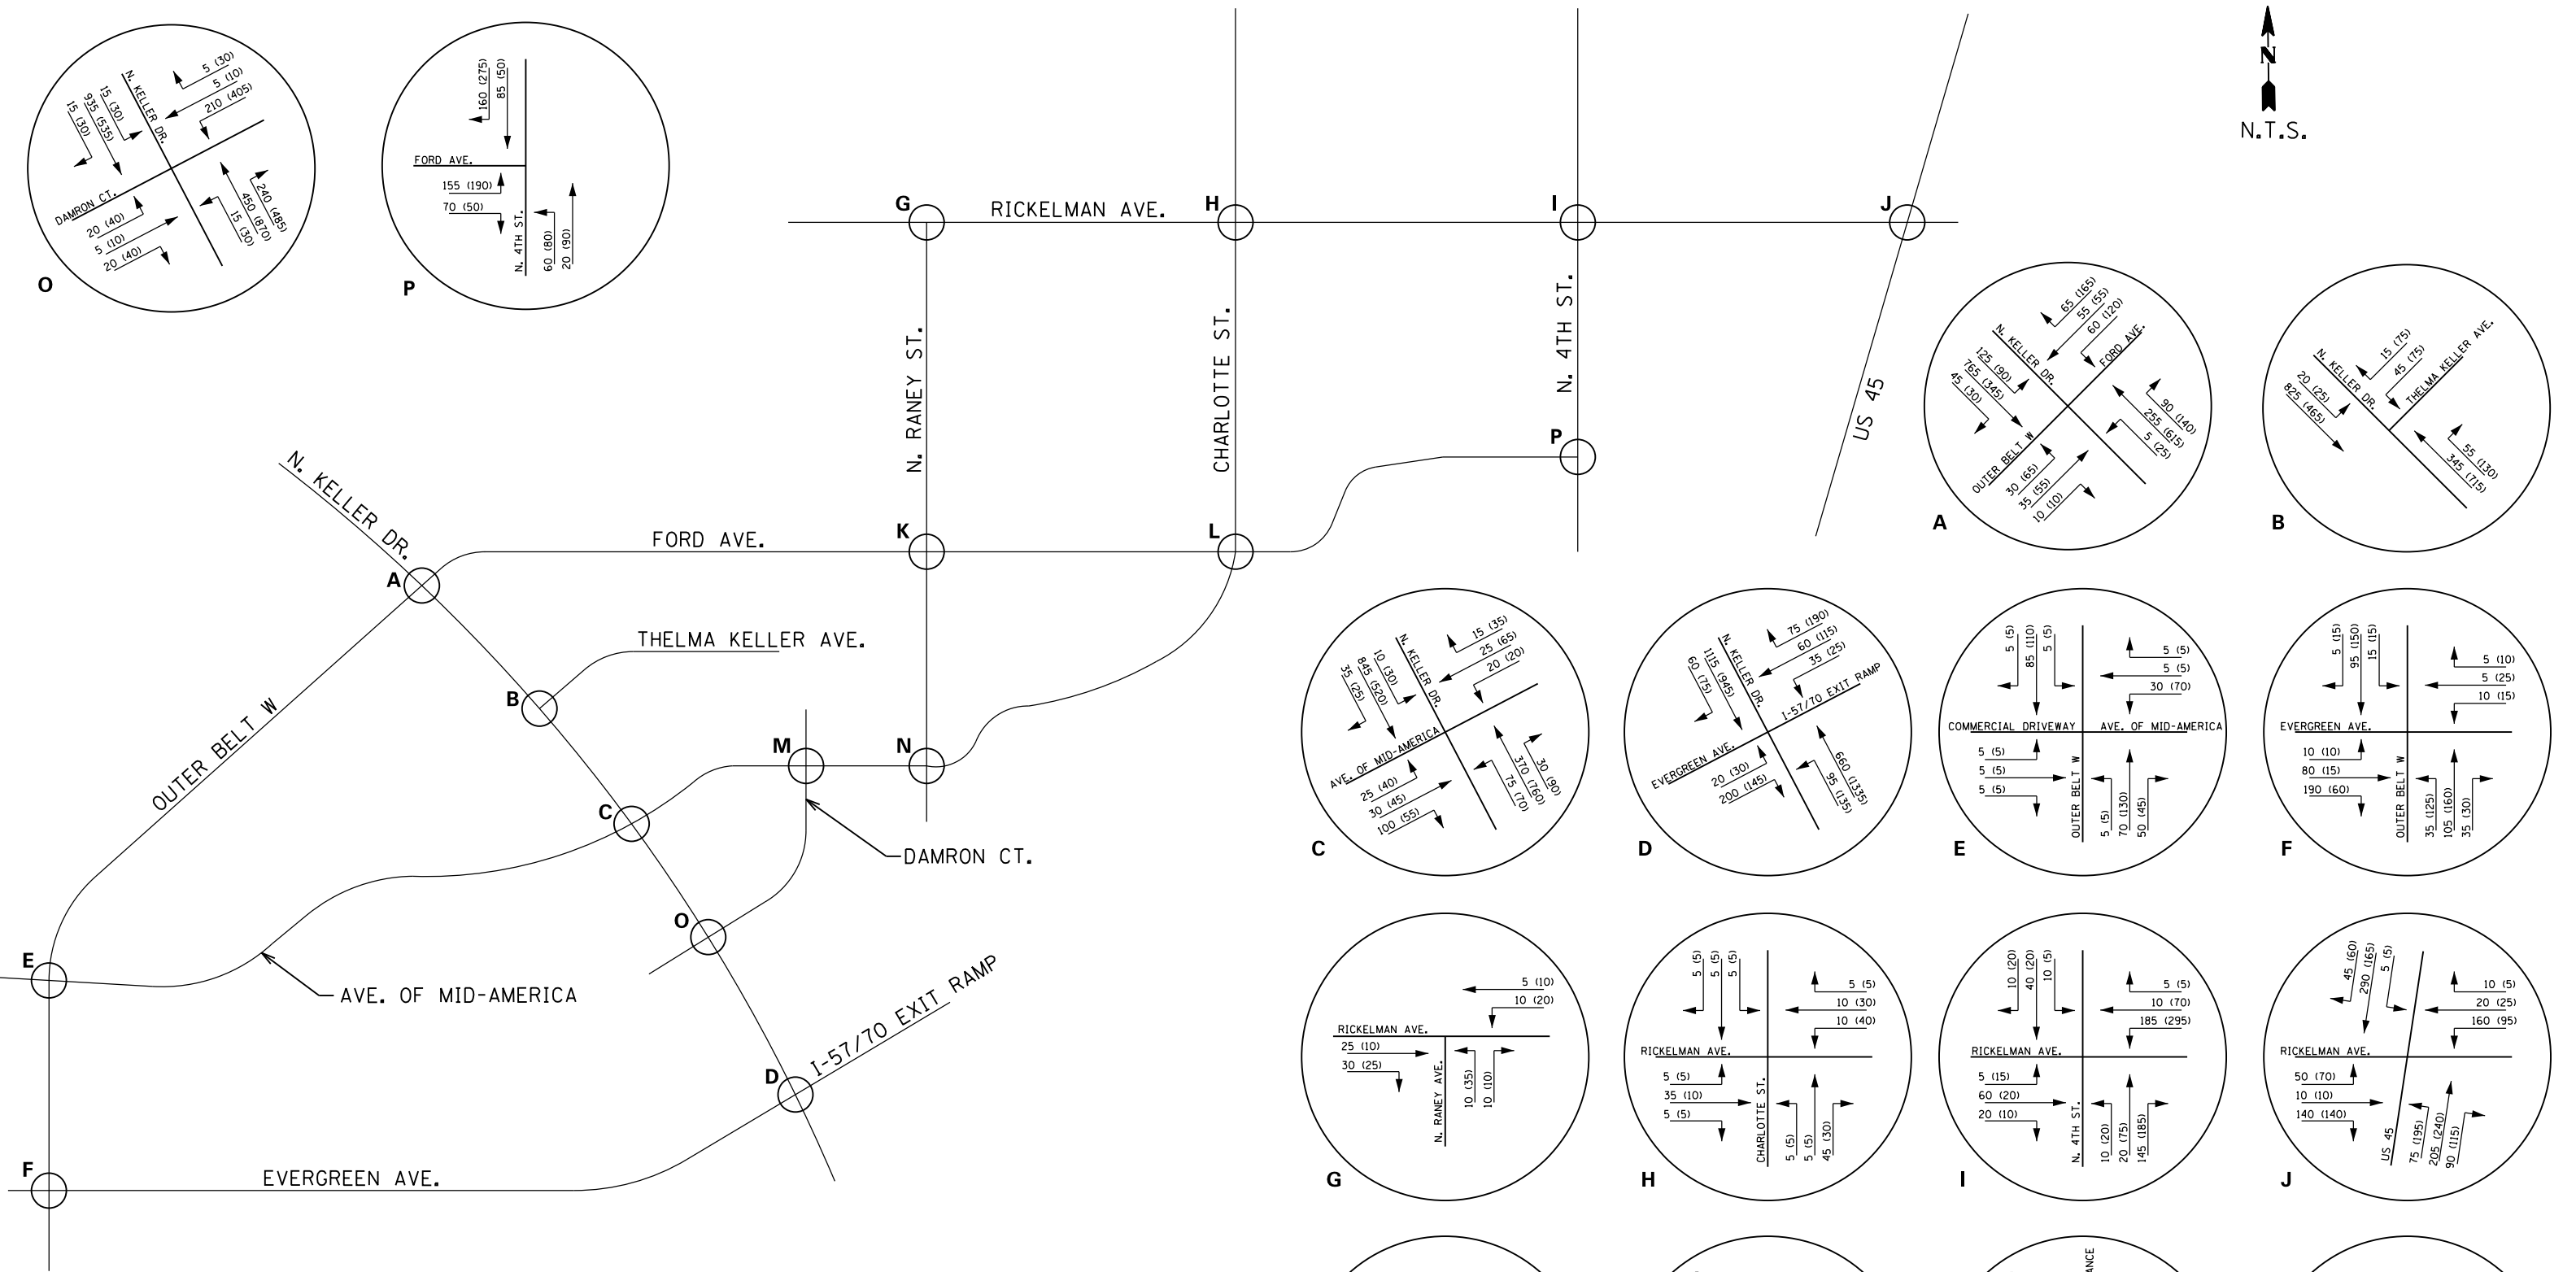 N
N.T.S.
G
RICKELMAN AVE.
H
I
J
N. RANEY ST.
CHARLOTTE ST.
N. 4TH ST.
US 45
P
N. KELLER DR.
A
FORD AVE.
K
L
THELMA KELLER AVE.
B
OUTER BELT W
M
N
C
DAMRON CT.
O
E
AVE. OF MID-AMERICA
D
I-57/70 EXIT RAMP
F
EVERGREEN AVE.
O
N. KELLER DR.
DAMRON CT.
15 (30)
935 (535)
15 (30)
5 (30)
5 (10)
210 (405)
20 (40)
5 (10)
20 (40)
15 (30)
450 (870)
240 (485)
P
FORD AVE.
N. 4TH ST.
160 (275)
85 (50)
155 (190)
70 (50)
60 (80)
20 (90)
A
N. KELLER DR.
FORD AVE.
OUTER BELT W
125 (90)
765 (345)
45 (30)
65 (165)
55 (55)
60 (120)
30 (65)
35 (55)
10 (10)
90 (140)
255 (615)
5 (25)
B
N. KELLER DR.
THELMA KELLER AVE.
20 (25)
825 (465)
15 (75)
45 (75)
55 (130)
345 (715)
C
N. KELLER DR.
AVE. OF MID-AMERICA
35 (25)
845 (520)
10 (30)
15 (35)
25 (65)
20 (20)
25 (40)
30 (45)
100 (55)
75 (70)
370 (760)
30 (90)
D
N. KELLER DR.
I-57/70 EXIT RAMP
EVERGREEN AVE.
60 (75)
1115 (945)
75 (190)
60 (115)
35 (25)
20 (30)
200 (145)
95 (135)
660 (1335)
E
COMMERCIAL DRIVEWAY
AVE. OF MID-AMERICA
OUTER BELT W
5 (5)
85 (110)
5 (5)
5 (5)
5 (5)
30 (70)
5 (5)
5 (5)
5 (5)
5 (5)
70 (130)
50 (45)
F
EVERGREEN AVE.
OUTER BELT W
5 (15)
95 (150)
15 (15)
5 (10)
5 (25)
10 (15)
10 (10)
80 (15)
190 (60)
35 (125)
105 (160)
35 (30)
G
RICKELMAN AVE.
N. RANEY AVE.
5 (10)
10 (20)
25 (10)
30 (25)
10 (35)
10 (10)
H
RICKELMAN AVE.
CHARLOTTE ST.
5 (5)
5 (5)
5 (5)
5 (5)
10 (30)
10 (40)
5 (5)
35 (10)
5 (5)
5 (5)
5 (5)
45 (30)
I
RICKELMAN AVE.
N. 4TH ST.
10 (20)
40 (20)
10 (5)
5 (5)
10 (70)
185 (295)
5 (15)
60 (20)
20 (10)
10 (20)
20 (75)
145 (185)
J
RICKELMAN AVE.
US 45
45 (60)
290 (165)
5 (5)
10 (5)
20 (25)
160 (95)
50 (70)
10 (10)
140 (140)
75 (195)
205 (240)
90 (115)